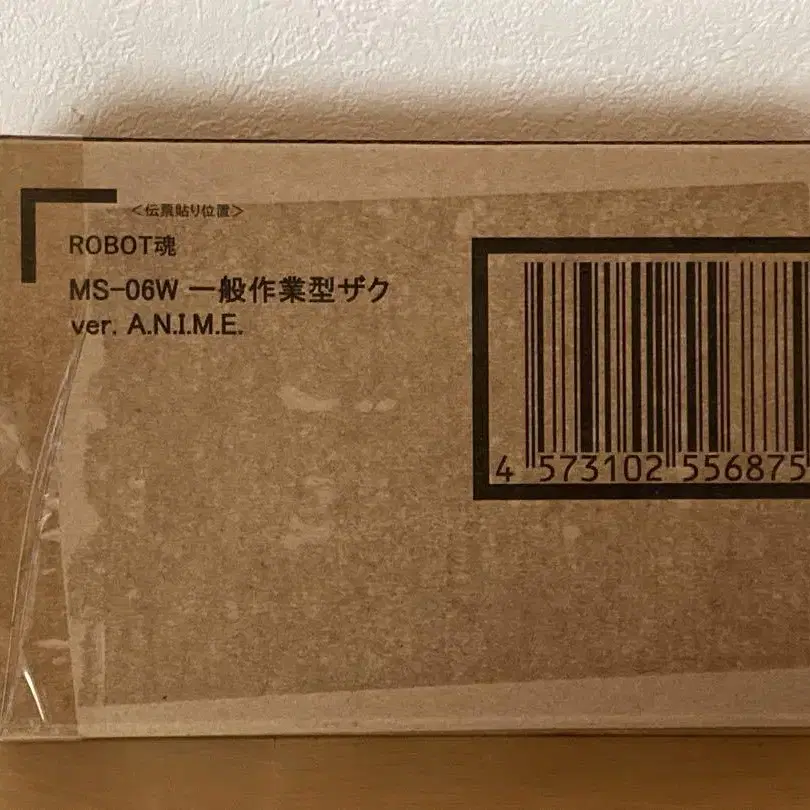 <伝票貼り位置>
ROBOT魂
MS-06W 一般作業型ザク
ver. A.N.I.M.E.
4 573102 556875